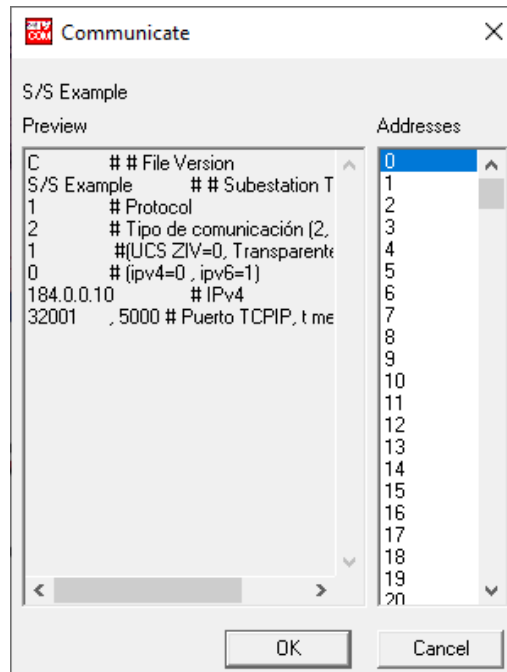 Communicate
S/S Example
Preview
Addresses
C # # File Version
S/S Example # # Subestation T
1 # Protocol
2 # Tipo de comunicación (2,
1 #(UCS ZIV=0, Transparente
0 # (ipv4=0 , ipv6=1)
184.0.0.10 # IPv4
32001 , 5000 # Puerto TCPIP, t me
0
1
2
3
4
5
6
7
8
9
10
11
12
13
14
15
16
17
18
19
20
OK
Cancel